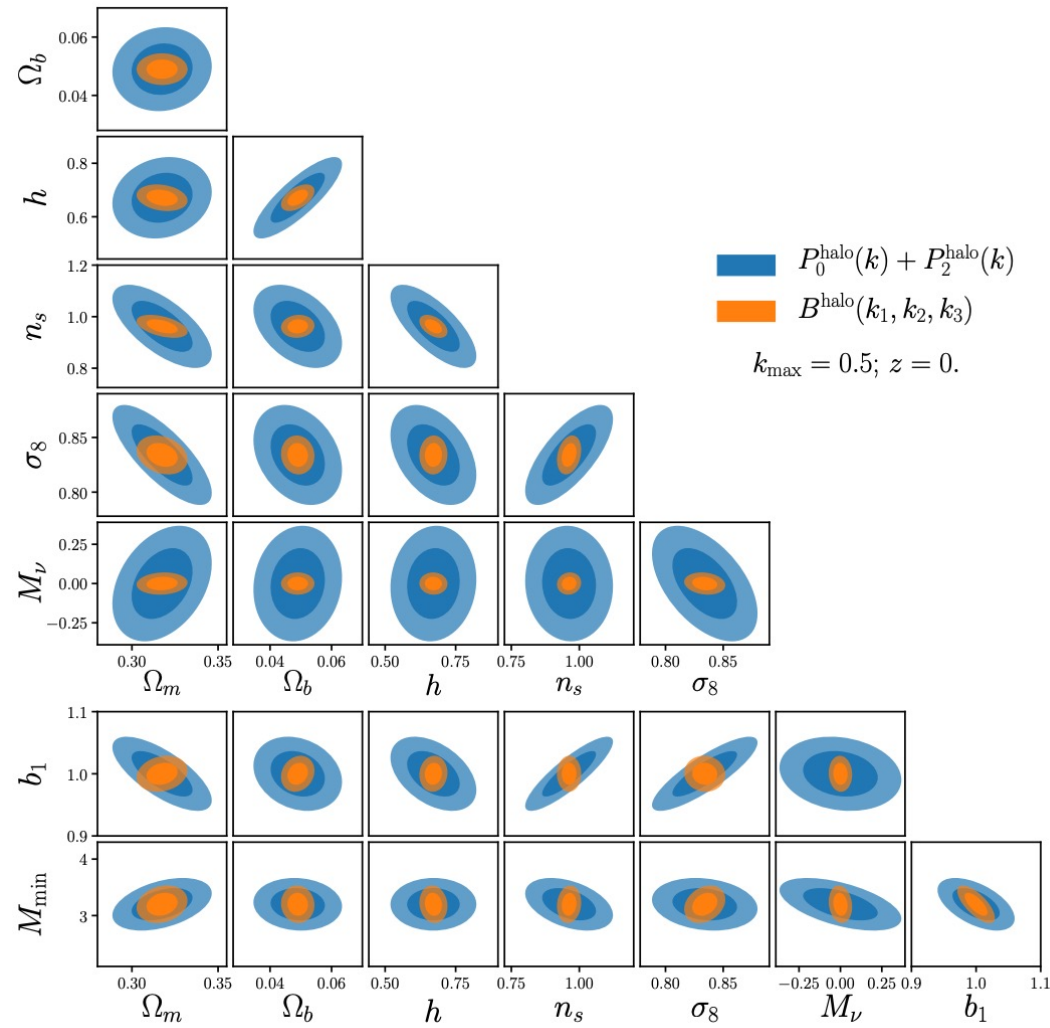 0.06
0.04
Ω_b
0.8
0.6
h
1.2
1.0
0.8
n_s
P_0^halo(k) + P_2^halo(k)
B^halo(k_1, k_2, k_3)
k_max = 0.5; z = 0.
0.85
0.80
σ_8
0.25
0.00
−0.25
M_ν
0.30 0.35 0.04 0.06 0.50 0.75 0.75 1.00 0.80 0.85
Ω_m Ω_b h n_s σ_8
1.1
1.0
0.9
b_1
4
3
M_min
0.30 0.35 0.04 0.06 0.50 0.75 0.75 1.00 0.80 0.85 −0.25 0.00 0.25 0.9 1.0 1.1
Ω_m Ω_b h n_s σ_8 M_ν b_1